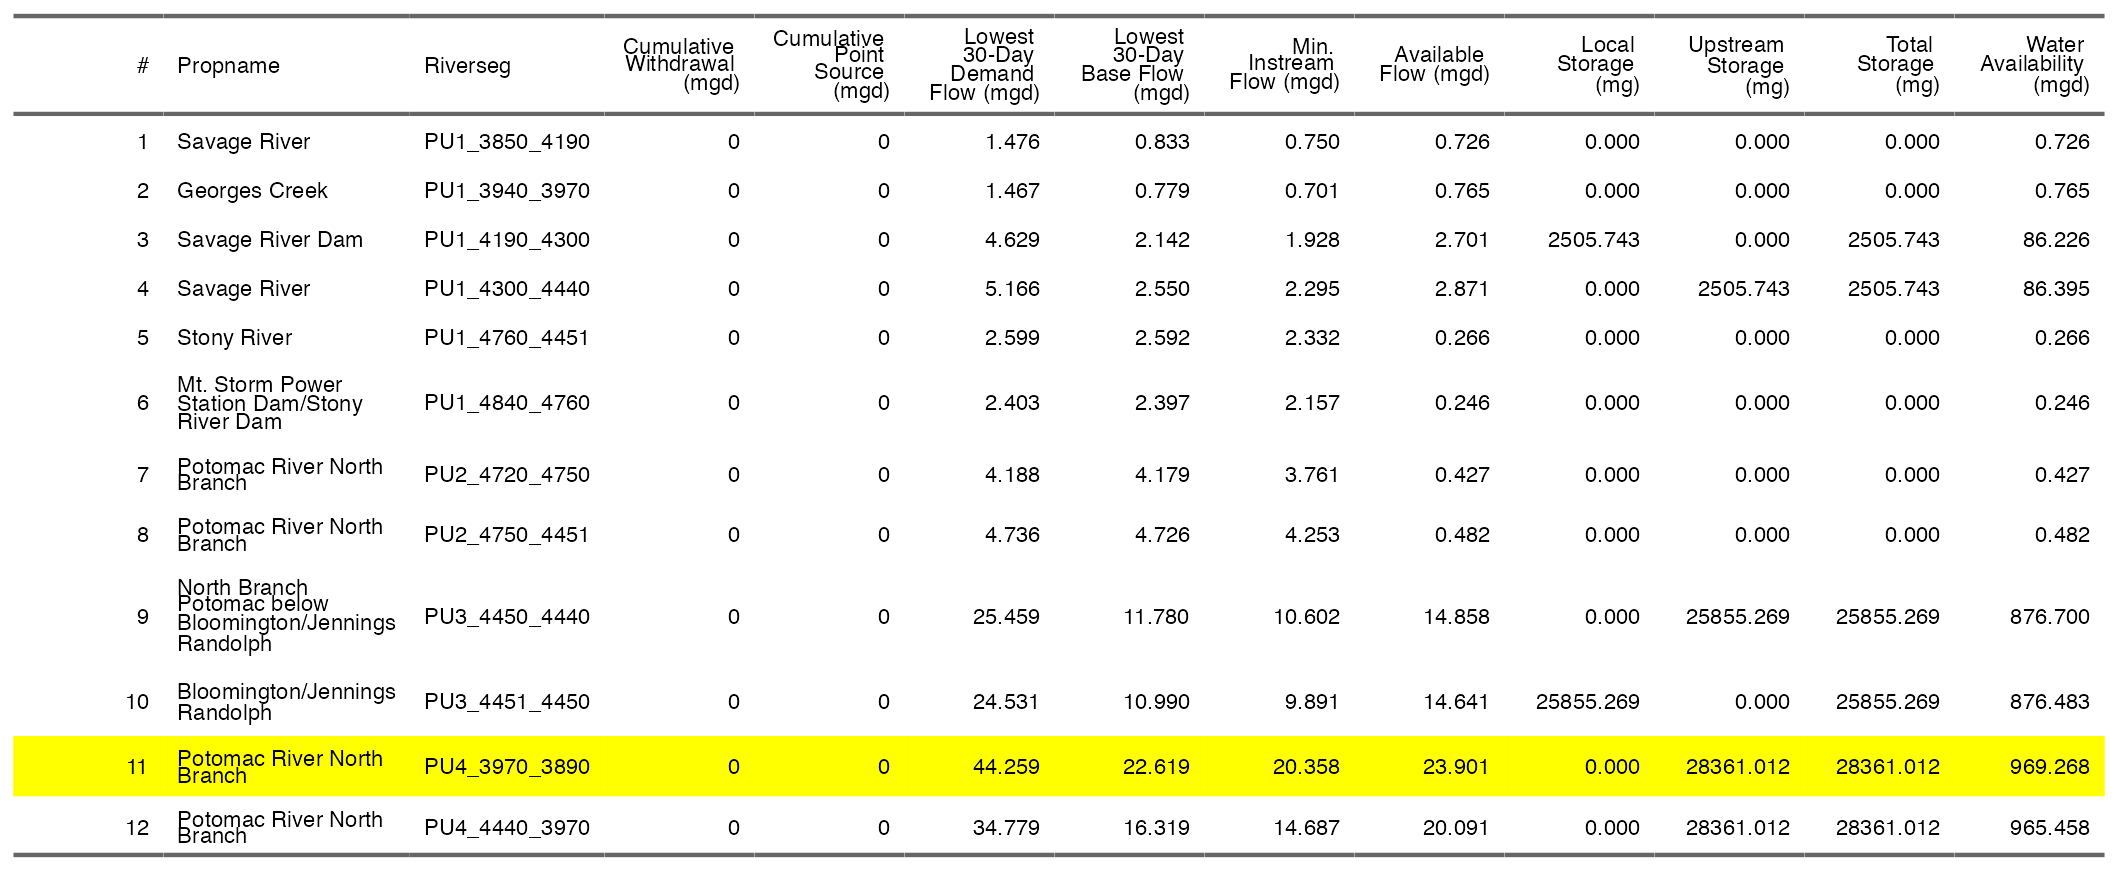 # Propname Riverseg Cumulative Withdrawal (mgd) Cumulative Point Source (mgd) Lowest 30-Day Demand Flow (mgd) Lowest 30-Day Base Flow (mgd) Min. Instream Flow (mgd) Available Flow (mgd) Local Storage (mg) Upstream Storage (mg) Total Storage (mg) Water Availability (mgd)
1 Savage River PU1_3850_4190 0 0 1.476 0.833 0.750 0.726 0.000 0.000 0.000 0.726
2 Georges Creek PU1_3940_3970 0 0 1.467 0.779 0.701 0.765 0.000 0.000 0.000 0.765
3 Savage River Dam PU1_4190_4300 0 0 4.629 2.142 1.928 2.701 2505.743 0.000 2505.743 86.226
4 Savage River PU1_4300_4440 0 0 5.166 2.550 2.295 2.871 0.000 2505.743 2505.743 86.395
5 Stony River PU1_4760_4451 0 0 2.599 2.592 2.332 0.266 0.000 0.000 0.000 0.266
6 Mt. Storm Power Station Dam/Stony River Dam PU1_4840_4760 0 0 2.403 2.397 2.157 0.246 0.000 0.000 0.000 0.246
7 Potomac River North Branch PU2_4720_4750 0 0 4.188 4.179 3.761 0.427 0.000 0.000 0.000 0.427
8 Potomac River North Branch PU2_4750_4451 0 0 4.736 4.726 4.253 0.482 0.000 0.000 0.000 0.482
9 North Branch Potomac below Bloomington/Jennings Randolph PU3_4450_4440 0 0 25.459 11.780 10.602 14.858 0.000 25855.269 25855.269 876.700
10 Bloomington/Jennings Randolph PU3_4451_4450 0 0 24.531 10.990 9.891 14.641 25855.269 0.000 25855.269 876.483
11 Potomac River North Branch PU4_3970_3890 0 0 44.259 22.619 20.358 23.901 0.000 28361.012 28361.012 969.268
12 Potomac River North Branch PU4_4440_3970 0 0 34.779 16.319 14.687 20.091 0.000 28361.012 28361.012 965.458